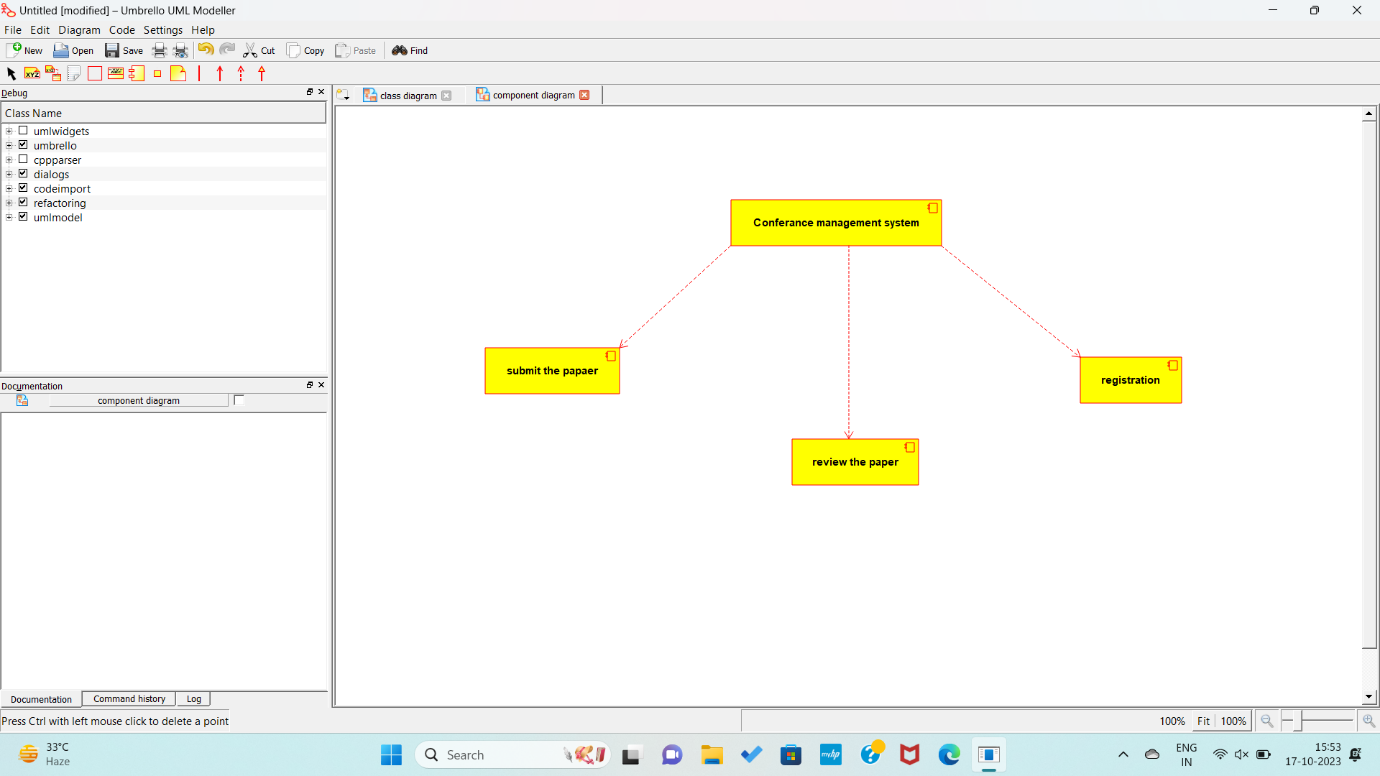 Untitled [modified] – Umbrello UML Modeller
File Edit Diagram Code Settings Help
New Open Save Cut Copy Paste Find
XYZ
Debug
class diagram component diagram
Class Name
umlwidgets
umbrello
cppparser
dialogs
codeimport
refactoring
umlmodel
Conferance management system
submit the papaer
registration
review the paper
Documentation
component diagram
Documentation Command history Log
Press Ctrl with left mouse click to delete a point
100% Fit 100%
33°C
Haze
Search
myhp
ENG
IN
15:53
17-10-2023